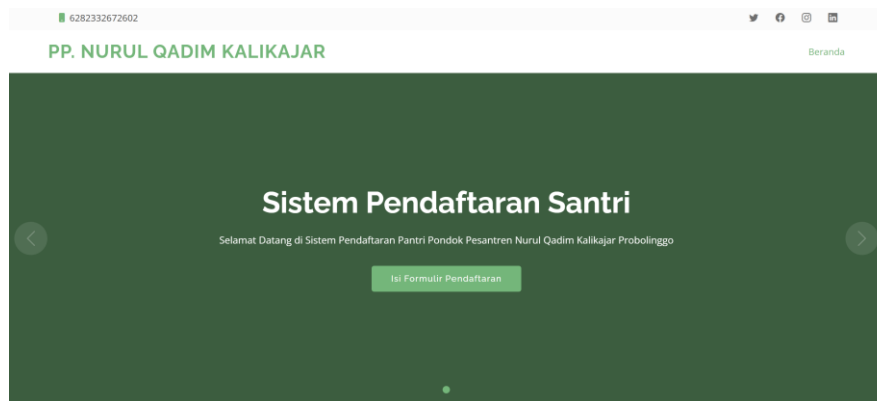 6282332672602
PP. NURUL QADIM KALIKAJAR
Beranda
Sistem Pendaftaran Santri
Selamat Datang di Sistem Pendaftaran Pantri Pondok Pesantren Nurul Qadim Kalikajar Probolinggo
Isi Formulir Pendaftaran